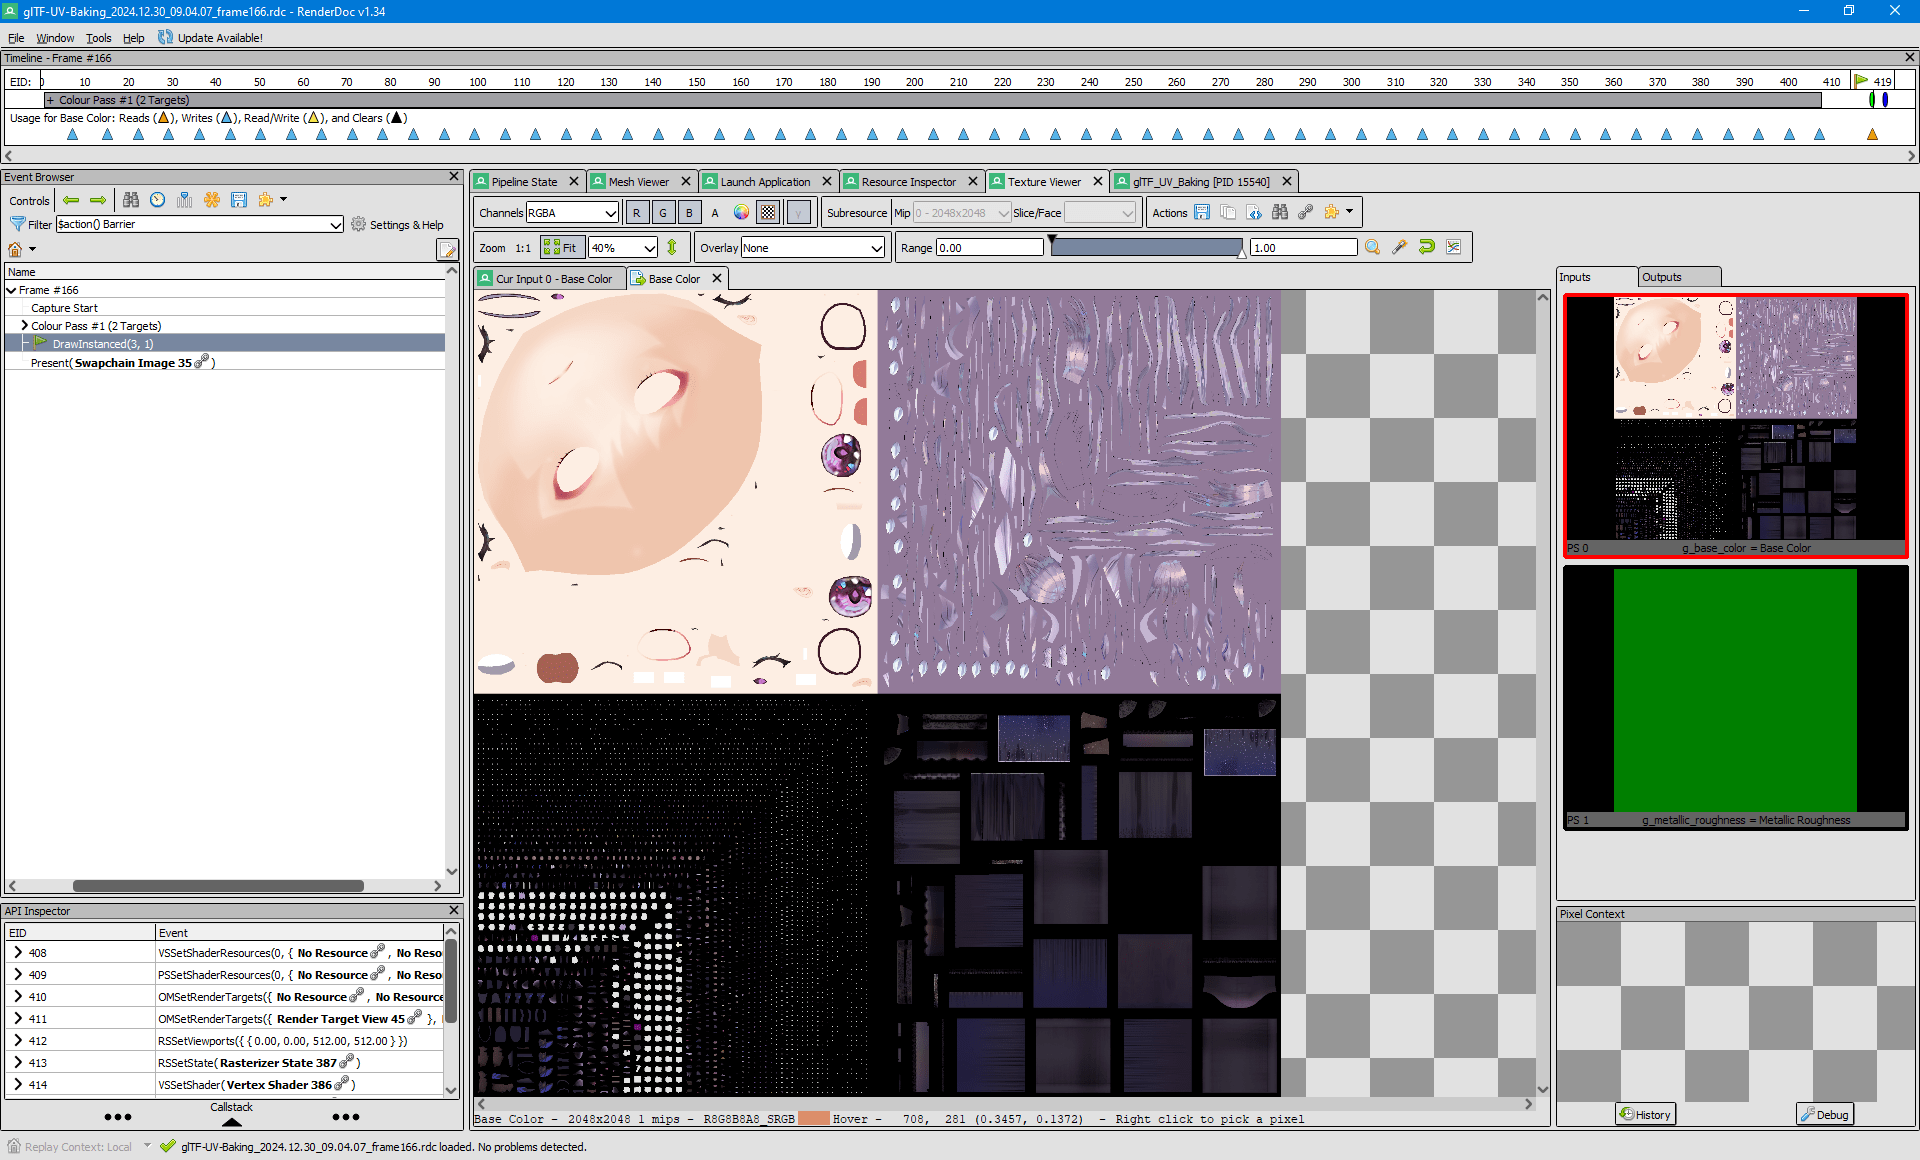 glTF-UV-Baking_2024.12.30_09.04.07_frame166.rdc - RenderDoc v1.34
File Window Tools Help Update Available!
Timeline - Frame #166
EID: 0 10 20 30 40 50 60 70 80 90 100 110 120 130 140 150 160 170 180 190 200 210 220 230 240 250 260 270 280 290 300 310 320 330 340 350 360 370 380 390 400 410 419
+ Colour Pass #1 (2 Targets)
Usage for Base Color: Reads (▲), Writes (▲), Read/Write (▲), and Clears (▲)
Event Browser
Controls
Filter $action() Barrier Settings & Help
Name
Frame #166
Capture Start
Colour Pass #1 (2 Targets)
DrawInstanced(3, 1)
Present(Swapchain Image 35)
API Inspector
EID Event
408 VSSetShaderResources(0, { No Resource , No Reso
409 PSSetShaderResources(0, { No Resource , No Reso
410 OMSetRenderTargets({ No Resource , No Resource
411 OMSetRenderTargets({ Render Target View 45 },
412 RSSetViewports({ { 0.00, 0.00, 512.00, 512.00 } })
413 RSSetState(Rasterizer State 387 )
414 VSSetShader(Vertex Shader 386 )
Callstack
Pipeline State Mesh Viewer Launch Application Resource Inspector Texture Viewer glTF_UV_Baking [PID 15540]
Channels RGBA R G B A γ Subresource Mip 0 - 2048x2048 Slice/Face Actions
Zoom 1:1 Fit 40% Overlay None Range 0.00 1.00
Cur Input 0 - Base Color Base Color
Base Color - 2048x2048 1 mips - R8G8B8A8_SRGB Hover - 708, 281 (0.3457, 0.1372) - Right click to pick a pixel
Inputs Outputs
PS 0 g_base_color = Base Color
PS 1 g_metallic_roughness = Metallic Roughness
Pixel Context
History Debug
Replay Context: Local glTF-UV-Baking_2024.12.30_09.04.07_frame166.rdc loaded. No problems detected.